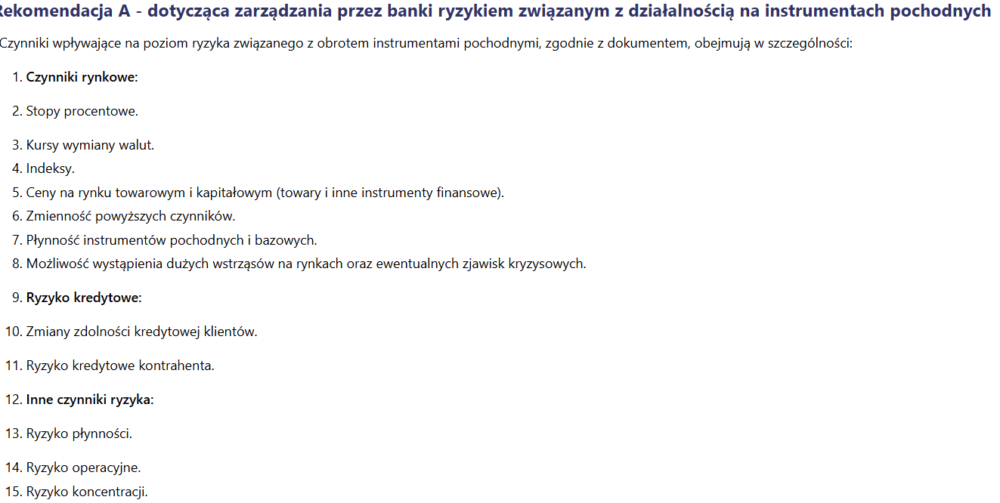 Rekomendacja A - dotycząca zarządzania przez banki ryzykiem związanym z działalnością na instrumentach pochodnych
Czynniki wpływające na poziom ryzyka związanego z obrotem instrumentami pochodnymi, zgodnie z dokumentem, obejmują w szczególności:
1. Czynniki rynkowe:
2. Stopy procentowe.
3. Kursy wymiany walut.
4. Indeksy.
5. Ceny na rynku towarowym i kapitałowym (towary i inne instrumenty finansowe).
6. Zmienność powyższych czynników.
7. Płynność instrumentów pochodnych i bazowych.
8. Możliwość wystąpienia dużych wstrząsów na rynkach oraz ewentualnych zjawisk kryzysowych.
9. Ryzyko kredytowe:
10. Zmiany zdolności kredytowej klientów.
11. Ryzyko kredytowe kontrahenta.
12. Inne czynniki ryzyka:
13. Ryzyko płynności.
14. Ryzyko operacyjne.
15. Ryzyko koncentracji.